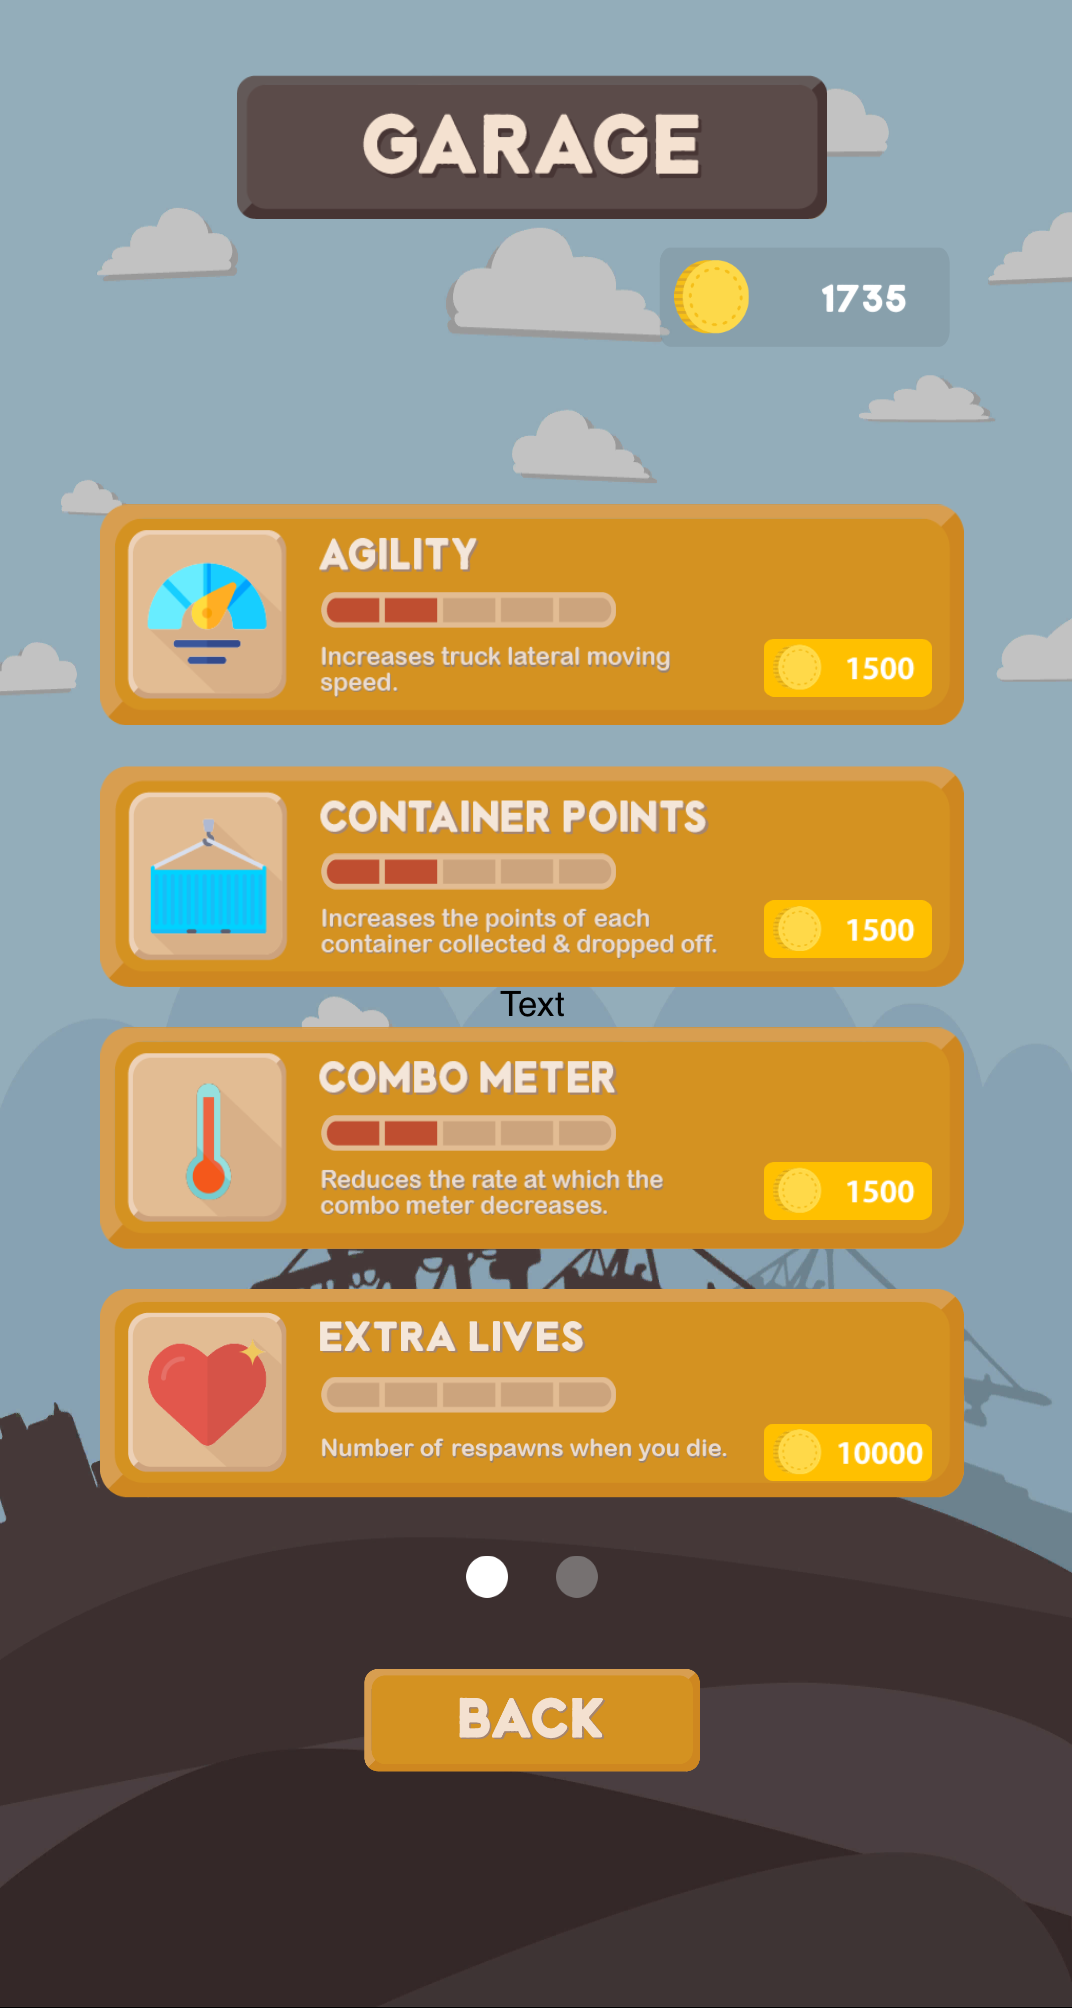 GARAGE
1735
AGILITY
Increases truck lateral moving
speed.
1500
CONTAINER POINTS
Increases the points of each
container collected & dropped off.
1500
Text
COMBO METER
Reduces the rate at which the
combo meter decreases.
1500
EXTRA LIVES
Number of respawns when you die.
10000
BACK